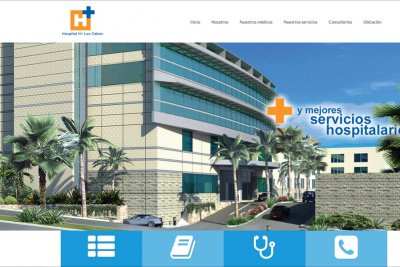 H+
Hospital H+ Los Cabos
Inicio Nosotros Nuestros médicos Nuestros servicios Consultorios Ubicación
y mejores
servicios
hospitalario